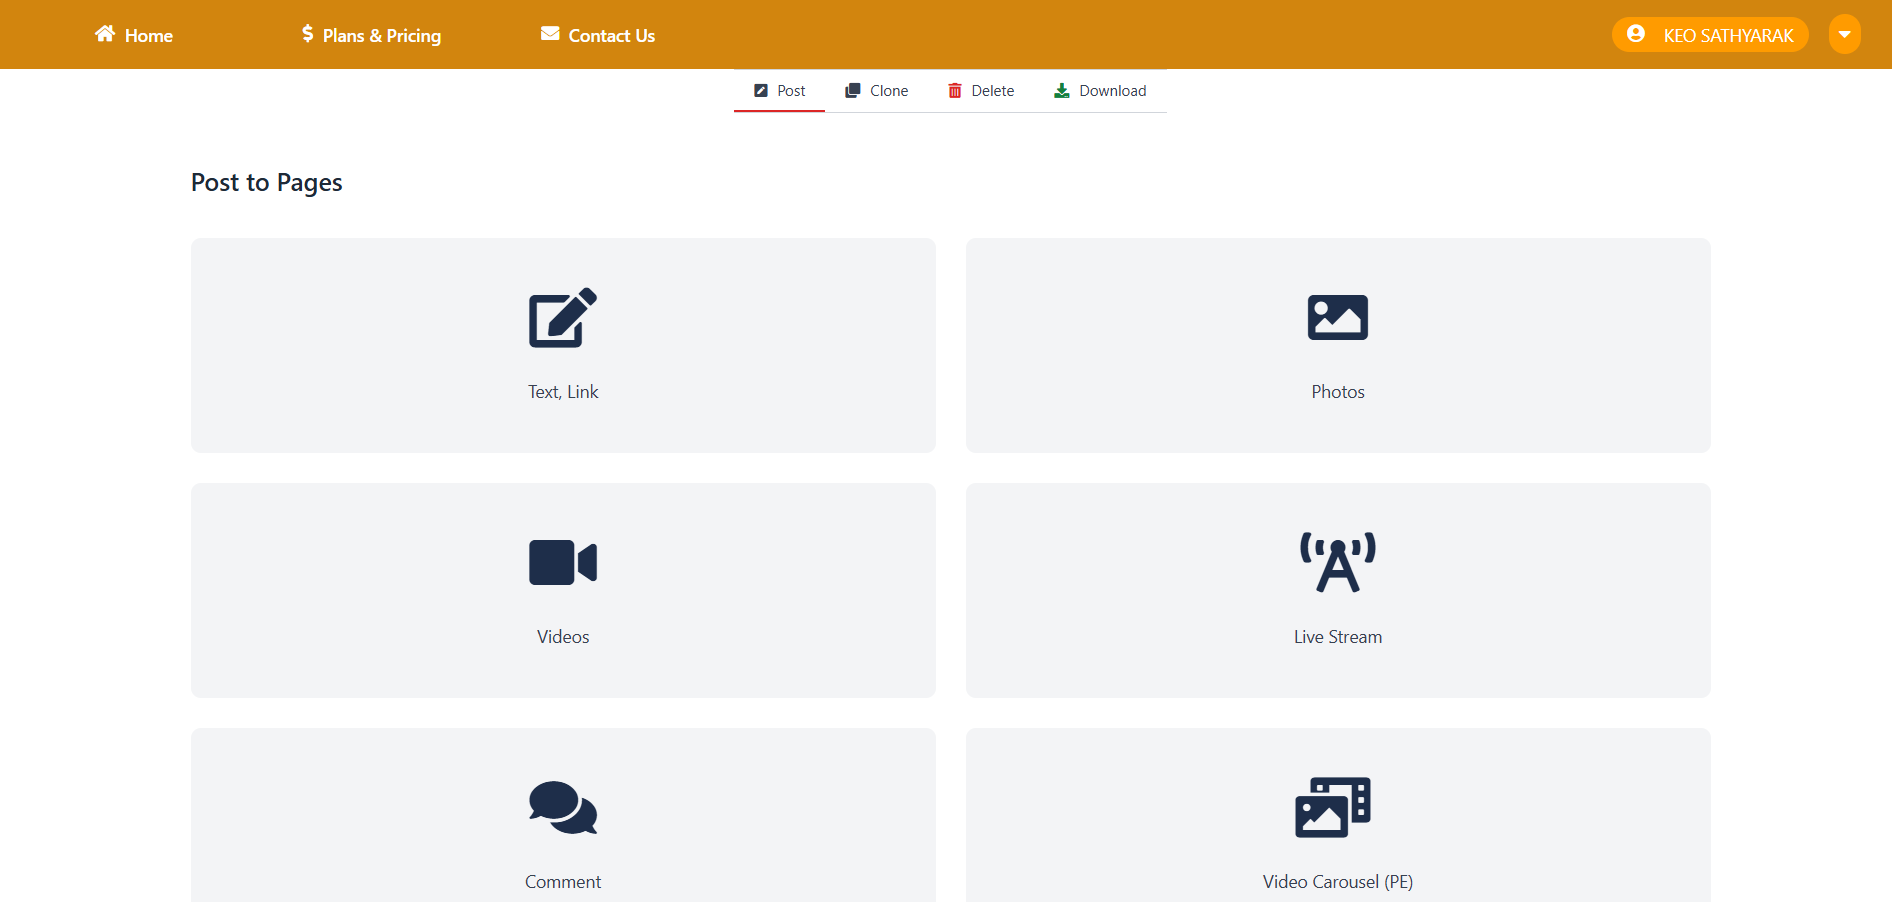 Home
Plans & Pricing
Contact Us
KEO SATHYARAK
Post
Clone
Delete
Download
Post to Pages
Text, Link
Photos
Videos
Live Stream
Comment
Video Carousel (PE)